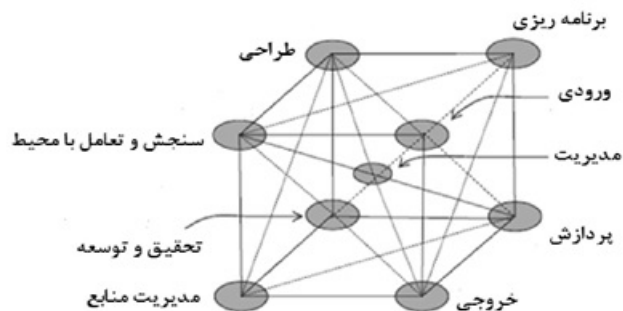 برنامه ریزی
طراحی
ورودی
سنجش و تعامل با محیط
مدیریت
پردازش
تحقیق و توسعه
مدیریت منابع
خروجی